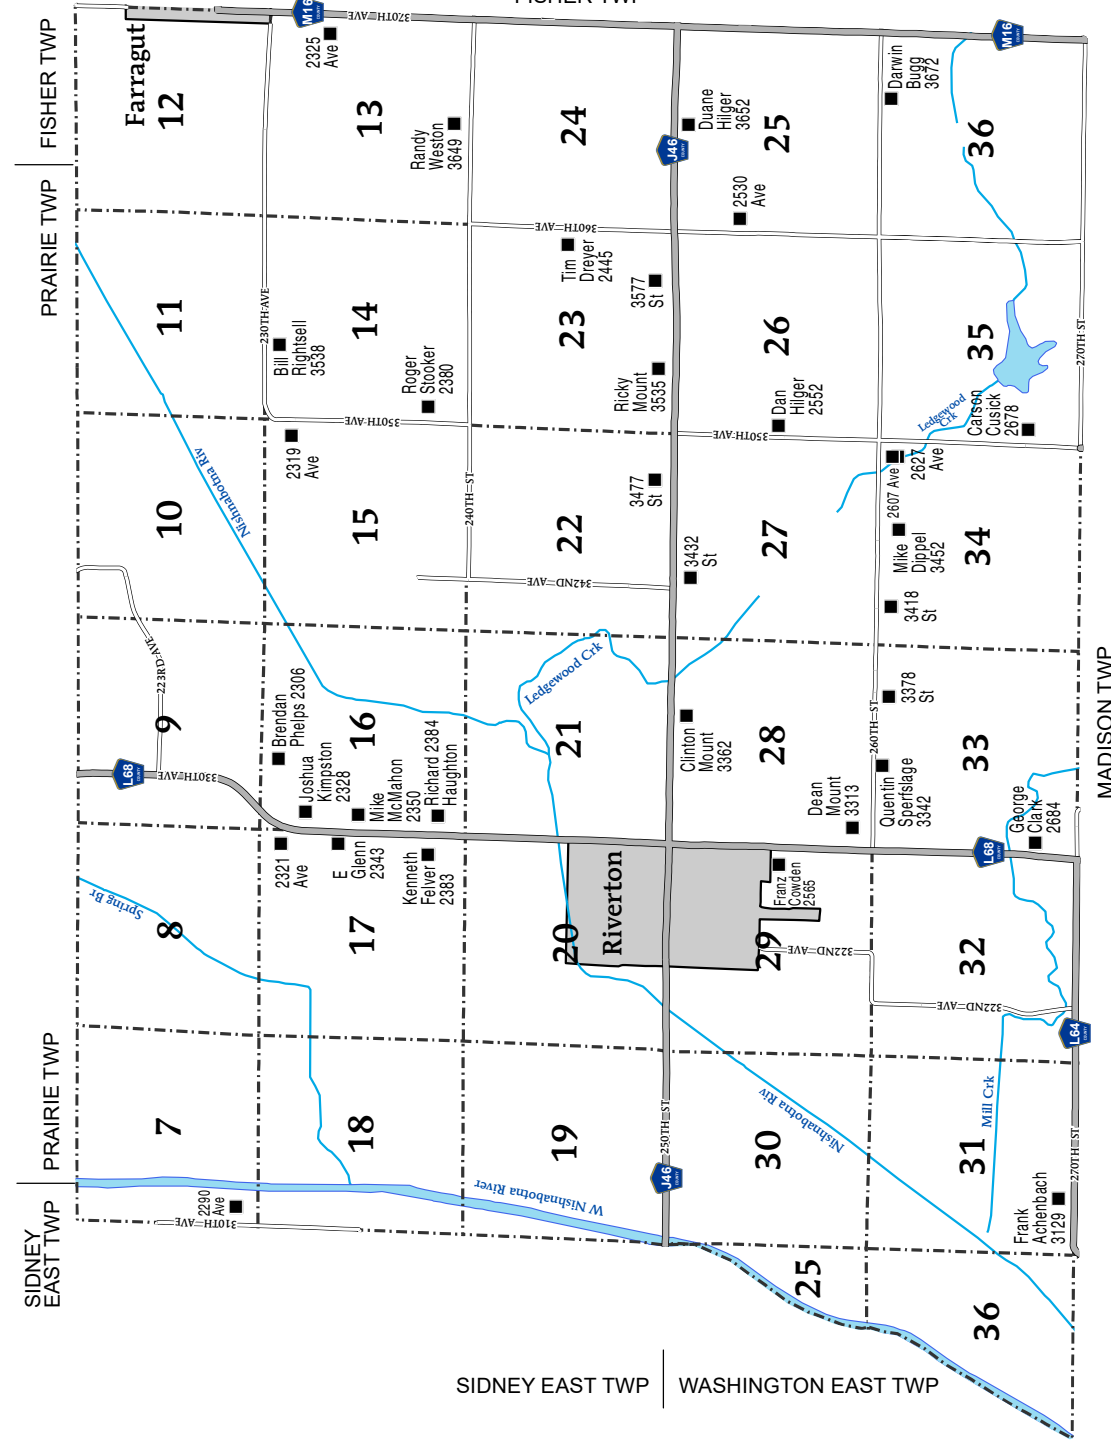 FISHER TWP
FISHER TWP
PRAIRIE TWP
PRAIRIE TWP
SIDNEY
EAST TWP
MADISON TWP
SIDNEY EAST TWP
WASHINGTON EAST TWP
Farragut
12
M16
COUNTY
370TH AVE
2325
Ave
13
Randy
Weston
3649
24
J46
COUNTY
Duane
Hilger
3652
25
2530
Ave
Darwin
Bugg
3672
M16
COUNTY
36
11
230TH AVE
Bill
Rightsell
3538
14
Roger
Stooker
2380
360TH AVE
Tim
Dreyer
2445
23
3577
St
Ricky
Mount
3535
26
Dan
Hilger
2552
35
270TH ST
Ledgewood
Crk
Carson
Cusick
2678
350TH AVE
350TH AVE
2319
Ave
10
Nishnabotna Riv
15
240TH ST
22
3477
St
342ND AVE
3432
St
27
2607 Ave
2627
Ave
Mike
Dippel
3452
34
3418
St
223RD AVE
9
L68
COUNTY
330TH AVE
Brendan
Phelps 2306
16
Joshua
Kimpston
2328
Mike
McMahon
2350
Richard 2384
Haughton
Ledgewood Crk
21
Clinton
Mount
3362
28
Dean
Mount
3313
260TH ST
3378
St
Quentin
Sperfslage
3342
33
George
Clark
2684
L68
COUNTY
2321
Ave
E
Glenn
2343
Kenneth
Felver
2383
Spring Br
8
17
20
Riverton
29
Franz
Cowden
2565
322ND AVE
32
322ND AVE
L64
COUNTY
7
18
19
250TH ST
J46
COUNTY
30
Nishnabotna Riv
31
Mill Crk
270TH ST
2290
Ave
310TH AVE
W Nishnabotna River
Frank
Achenbach
3129
25
36